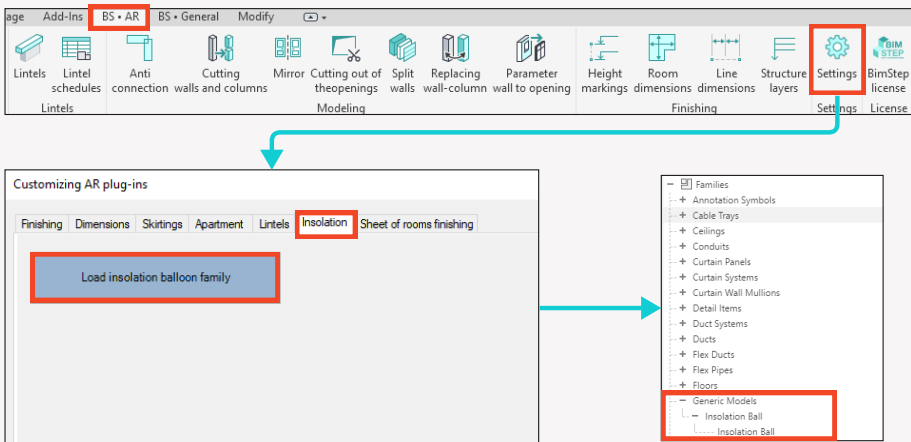 age Add-Ins BS • AR BS • General Modify
Lintels Lintel schedules Anti connection Cutting walls and columns Mirror Cutting out of theopenings Split walls Replacing wall-column Parameter wall to opening Height markings Room dimensions Line dimensions Structure layers Settings BimStep license
BIM STEP
Lintels Modeling Finishing Settings License
Customizing AR plug-ins
Finishing Dimensions Skirtings Apartment Lintels Insolation Sheet of rooms finishing
Load insolation balloon family
Families
Annotation Symbols
Cable Trays
Ceilings
Conduits
Curtain Panels
Curtain Systems
Curtain Wall Mullions
Detail Items
Duct Systems
Ducts
Flex Ducts
Flex Pipes
Floors
Generic Models
Insolation Ball
Insolation Ball